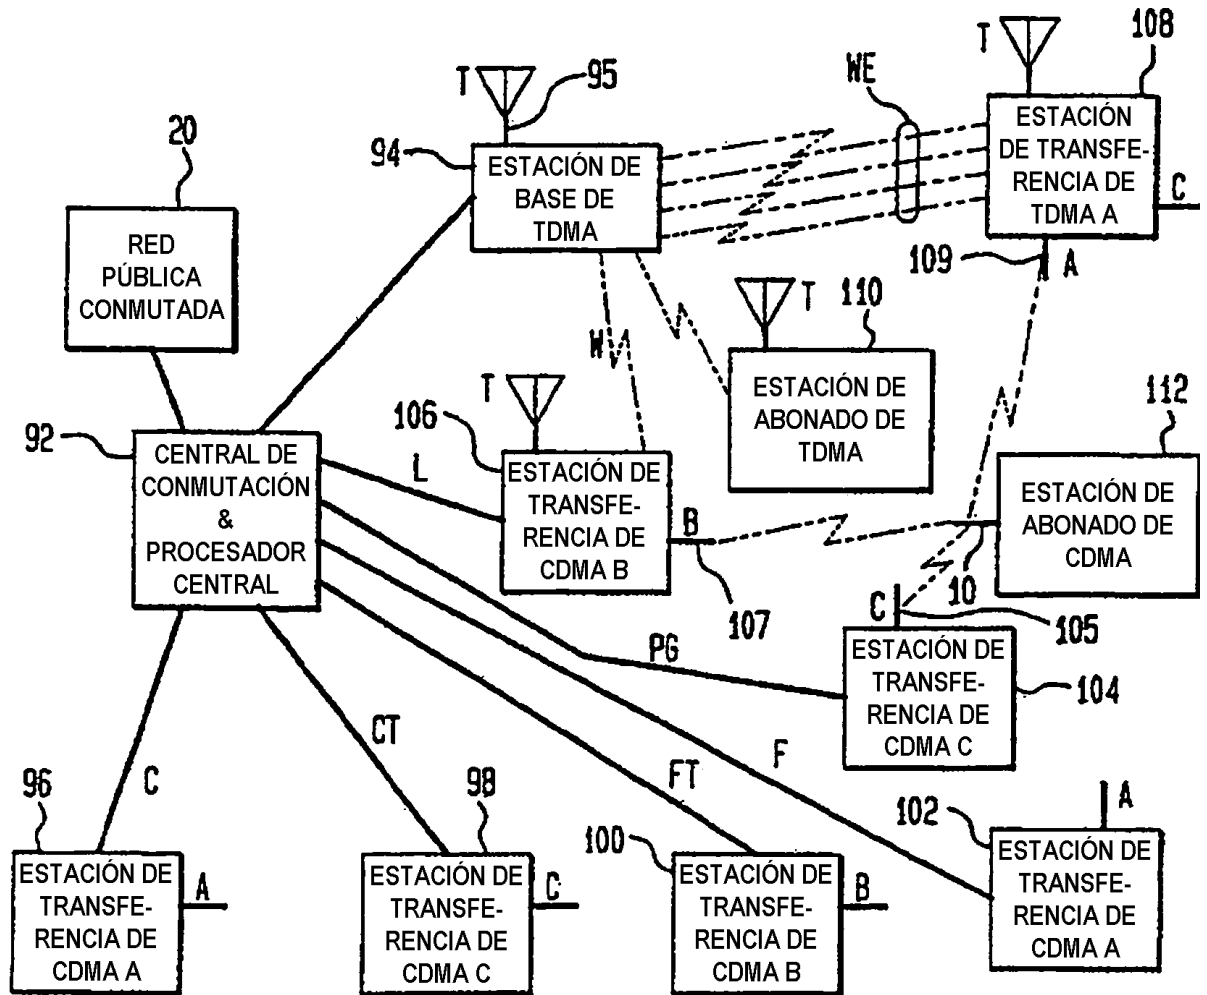 108
T
WE
T
95
ESTACIÓN
DE TRANSFE-
RENCIA DE
TDMA A
C
20
94
ESTACIÓN DE
BASE DE
TDMA
RED
PÚBLICA
CONMUTADA
109
A
T
110
W
ESTACIÓN DE
ABONADO DE
TDMA
T
106
112
92
CENTRAL DE
CONMUTACIÓN
&
PROCESADOR
CENTRAL
L
ESTACIÓN DE
TRANSFE-
RENCIA DE
CDMA B
B
107
ESTACIÓN DE
ABONADO DE
CDMA
10
C
105
PG
ESTACIÓN DE
TRANSFE-
RENCIA DE
CDMA C
104
C
CT
FT
F
96
ESTACIÓN DE
TRANSFE-
RENCIA DE
CDMA A
A
98
ESTACIÓN DE
TRANSFE-
RENCIA DE
CDMA C
C
100
ESTACIÓN DE
TRANSFE-
RENCIA DE
CDMA B
B
102
A
ESTACIÓN DE
TRANSFE-
RENCIA DE
CDMA A